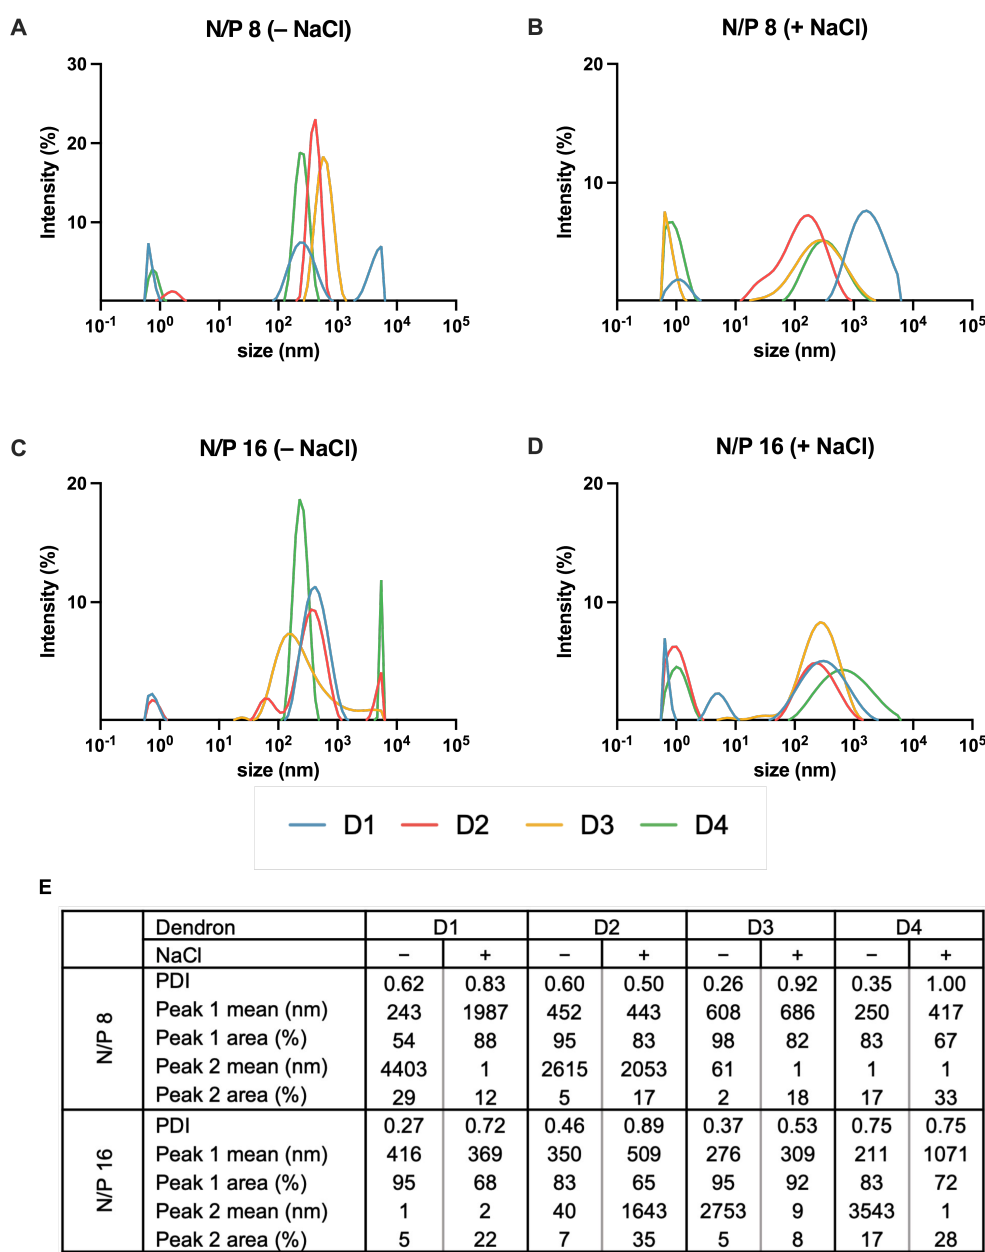 A
N/P 8 (– NaCl)
B
N/P 8 (+ NaCl)
30
20
10
Intensity (%)
10-1 100 101 102 103 104 105
size (nm)
20
10
Intensity (%)
10-1 100 101 102 103 104 105
size (nm)
C
N/P 16 (– NaCl)
D
N/P 16 (+ NaCl)
20
10
Intensity (%)
10-1 100 101 102 103 104 105
size (nm)
20
10
Intensity (%)
10-1 100 101 102 103 104 105
size (nm)
D1 D2 D3 D4
E
Dendron D1 D2 D3 D4
NaCl – + – + – + – +
N/P 8
PDI 0.62 0.83 0.60 0.50 0.26 0.92 0.35 1.00
Peak 1 mean (nm) 243 1987 452 443 608 686 250 417
Peak 1 area (%) 54 88 95 83 98 82 83 67
Peak 2 mean (nm) 4403 1 2615 2053 61 1 1 1
Peak 2 area (%) 29 12 5 17 2 18 17 33
N/P 16
PDI 0.27 0.72 0.46 0.89 0.37 0.53 0.75 0.75
Peak 1 mean (nm) 416 369 350 509 276 309 211 1071
Peak 1 area (%) 95 68 83 65 95 92 83 72
Peak 2 mean (nm) 1 2 40 1643 2753 9 3543 1
Peak 2 area (%) 5 22 7 35 5 8 17 28